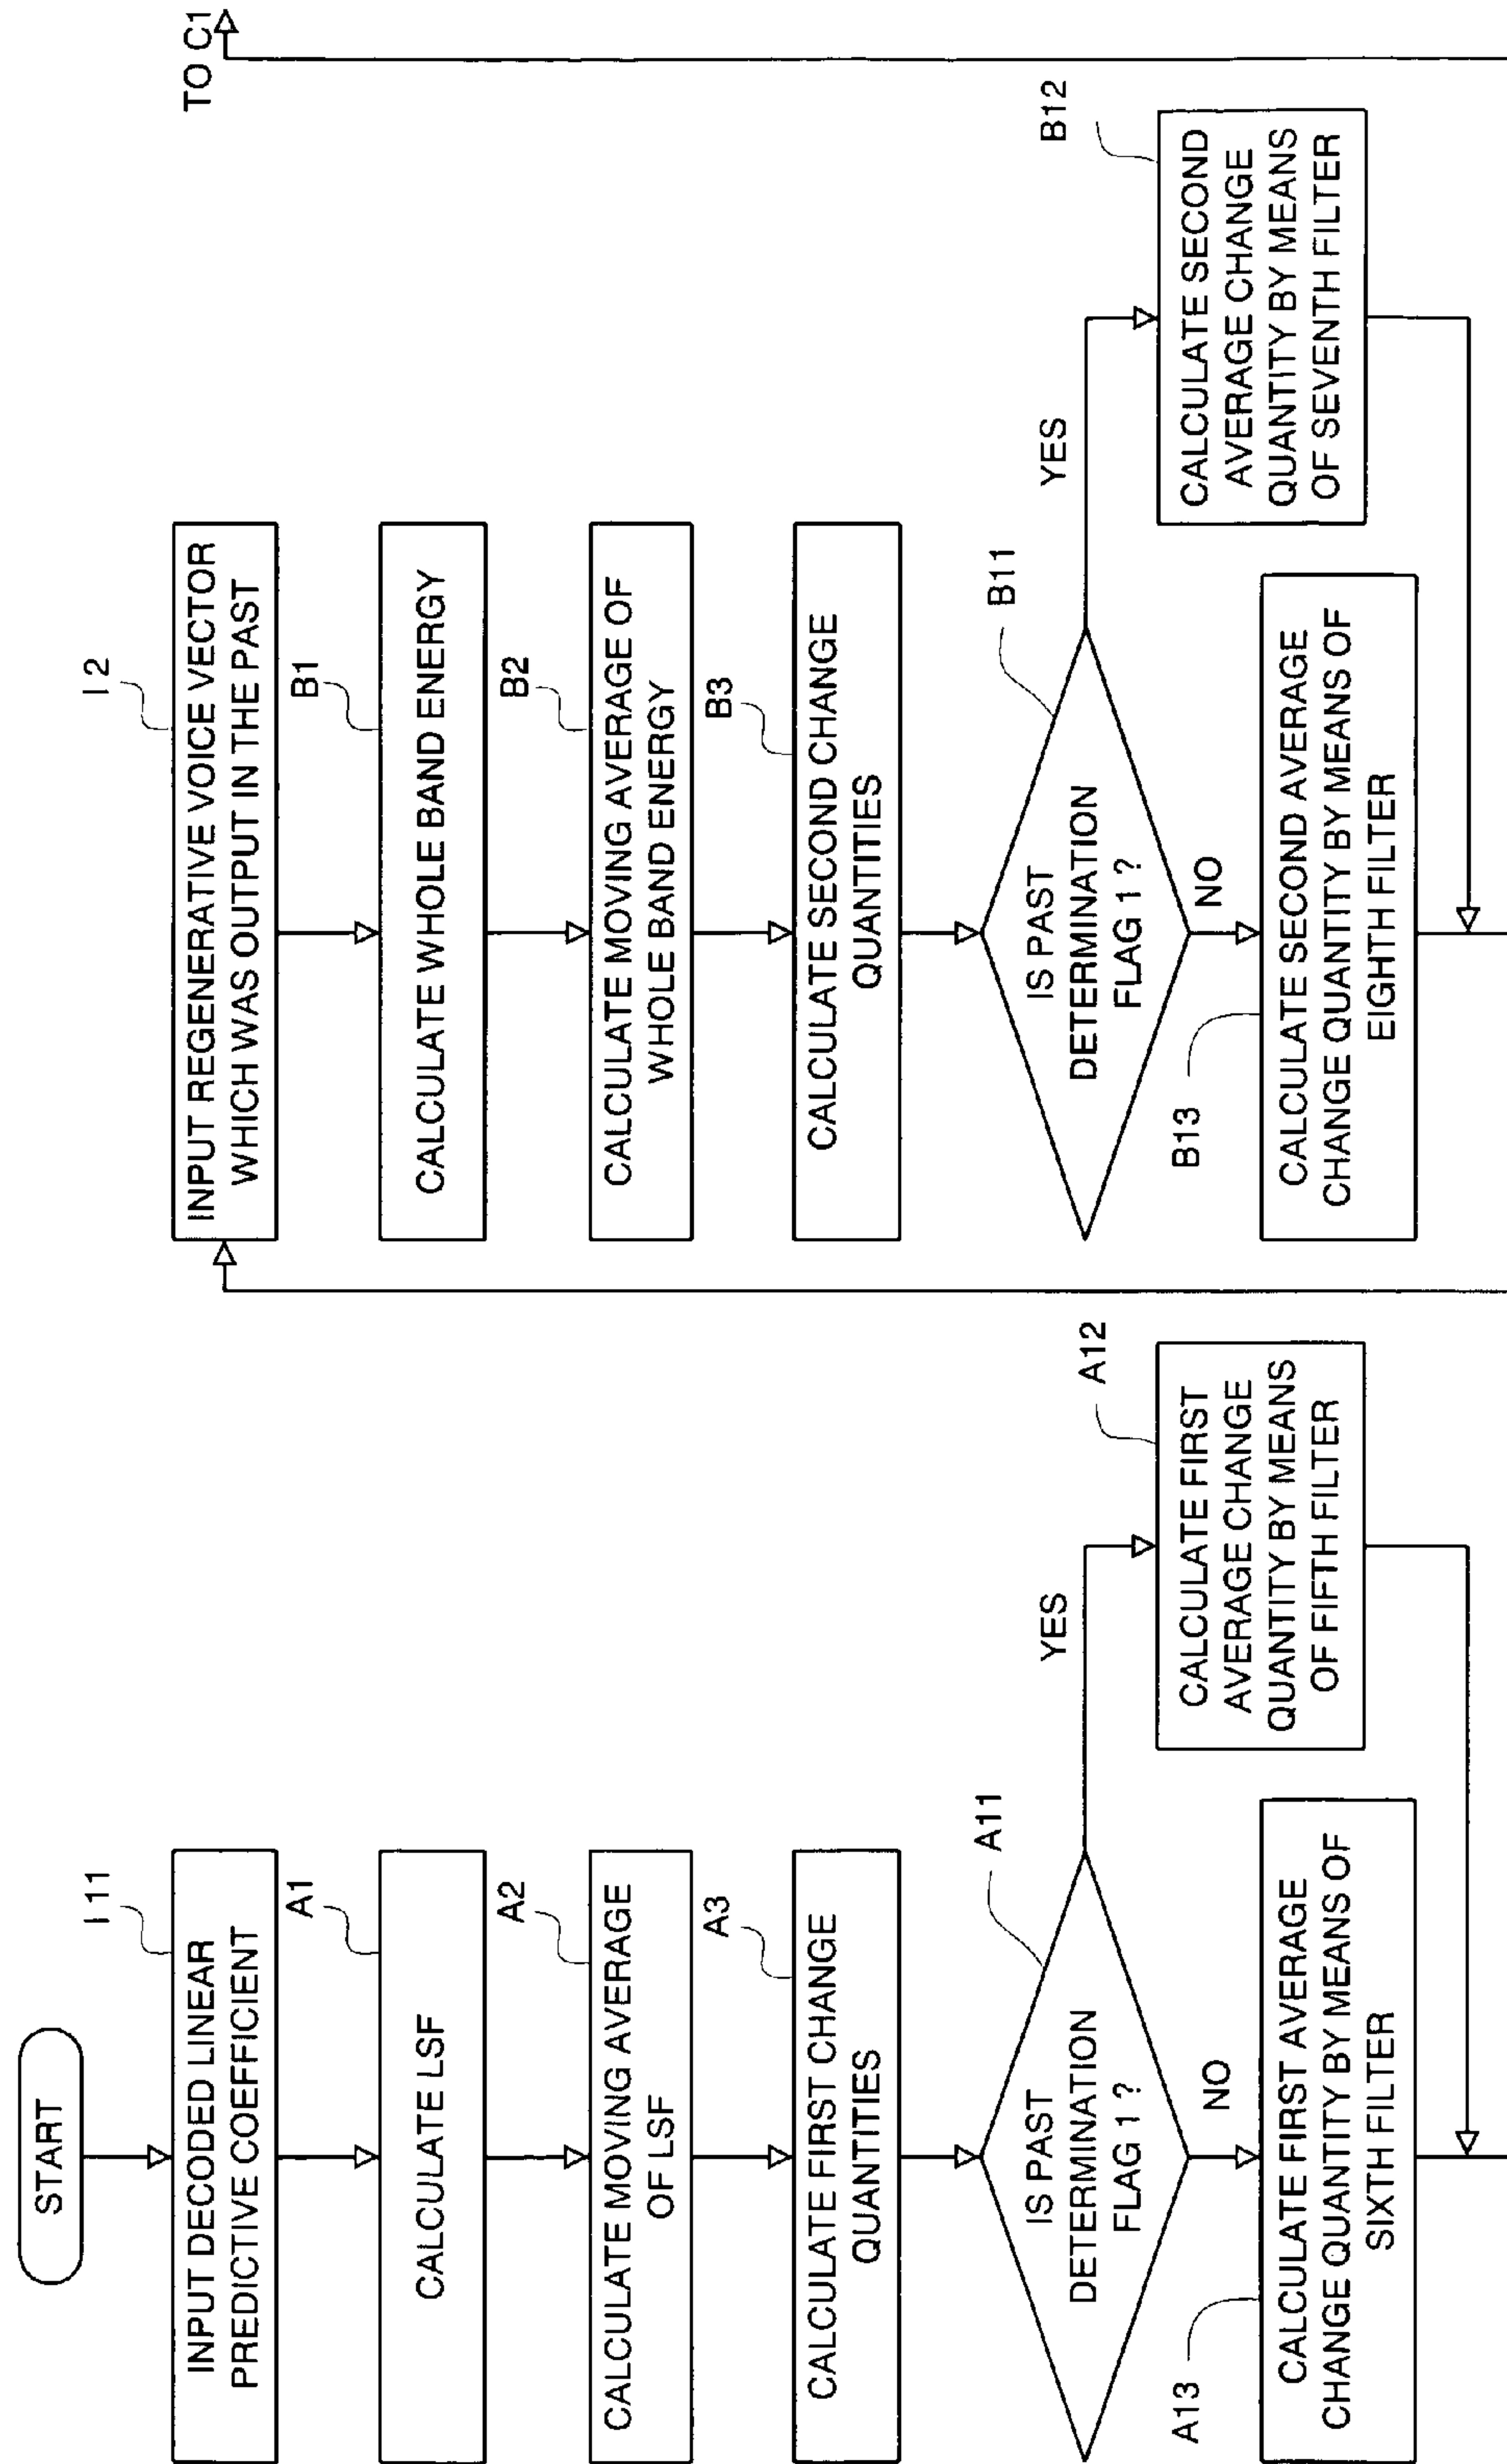 START
I 11
INPUT DECODED LINEAR
PREDICTIVE COEFFICIENT
A1
CALCULATE LSF
A2
CALCULATE MOVING AVERAGE
OF LSF
A3
CALCULATE FIRST CHANGE
QUANTITIES
A11
IS PAST
DETERMINATION
FLAG 1 ?
YES
NO
A12
CALCULATE FIRST
AVERAGE CHANGE
QUANTITY BY MEANS
OF FIFTH FILTER
A13
CALCULATE FIRST AVERAGE
CHANGE QUANTITY BY MEANS OF
SIXTH FILTER
I 2
INPUT REGENERATIVE VOICE VECTOR
WHICH WAS OUTPUT IN THE PAST
B1
CALCULATE WHOLE BAND ENERGY
B2
CALCULATE MOVING AVERAGE OF
WHOLE BAND ENERGY
B3
CALCULATE SECOND CHANGE
QUANTITIES
B11
IS PAST
DETERMINATION
FLAG 1 ?
YES
NO
B12
CALCULATE SECOND
AVERAGE CHANGE
QUANTITY BY MEANS
OF SEVENTH FILTER
B13
CALCULATE SECOND AVERAGE
CHANGE QUANTITY BY MEANS OF
EIGHTH FILTER
TO C1